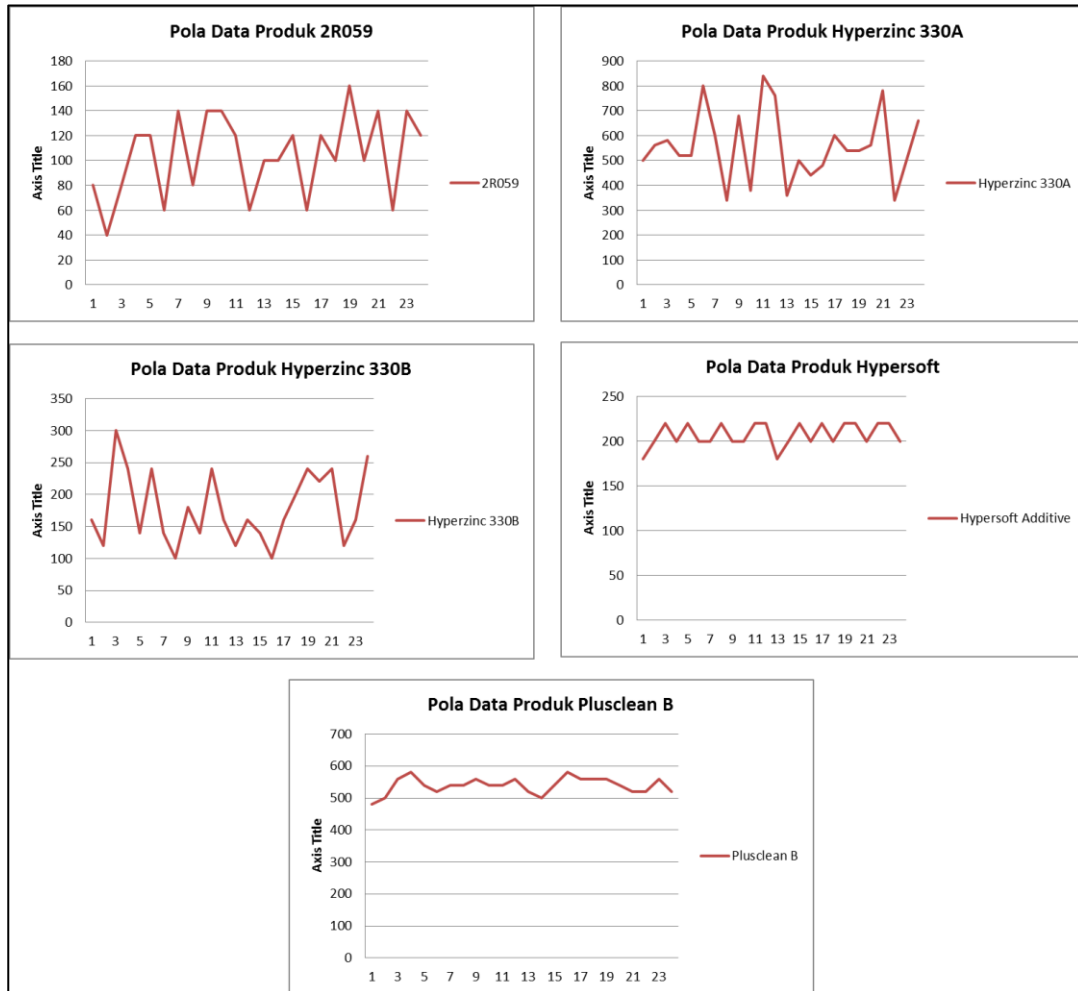 Pola Data Produk 2R059
180
160
140
120
100
80
60
40
20
0
Axis Title
1 3 5 7 9 11 13 15 17 19 21 23
2R059
Pola Data Produk Hyperzinc 330A
900
800
700
600
500
400
300
200
100
0
Axis Title
1 3 5 7 9 11 13 15 17 19 21 23
Hyperzinc 330A
Pola Data Produk Hyperzinc 330B
350
300
250
200
150
100
50
0
Axis Title
1 3 5 7 9 11 13 15 17 19 21 23
Hyperzinc 330B
Pola Data Produk Hypersoft
250
200
150
100
50
0
Axis Title
1 3 5 7 9 11 13 15 17 19 21 23
Hypersoft Additive
Pola Data Produk Plusclean B
700
600
500
400
300
200
100
0
Axis Title
1 3 5 7 9 11 13 15 17 19 21 23
Plusclean B